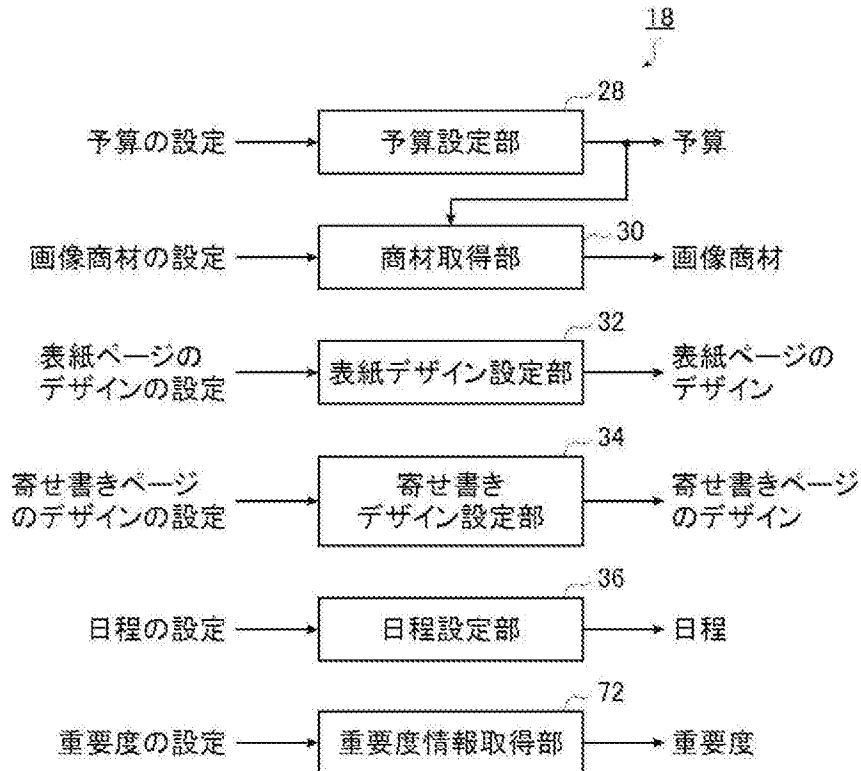 18
28
予算の設定
予算設定部
予算
30
画像商材の設定
商材取得部
画像商材
32
表紙ページの
デザインの設定
表紙デザイン設定部
表紙ページの
デザイン
34
寄せ書きページ
のデザインの設定
寄せ書き
デザイン設定部
寄せ書きページ
のデザイン
36
日程の設定
日程設定部
日程
72
重要度の設定
重要度情報取得部
重要度